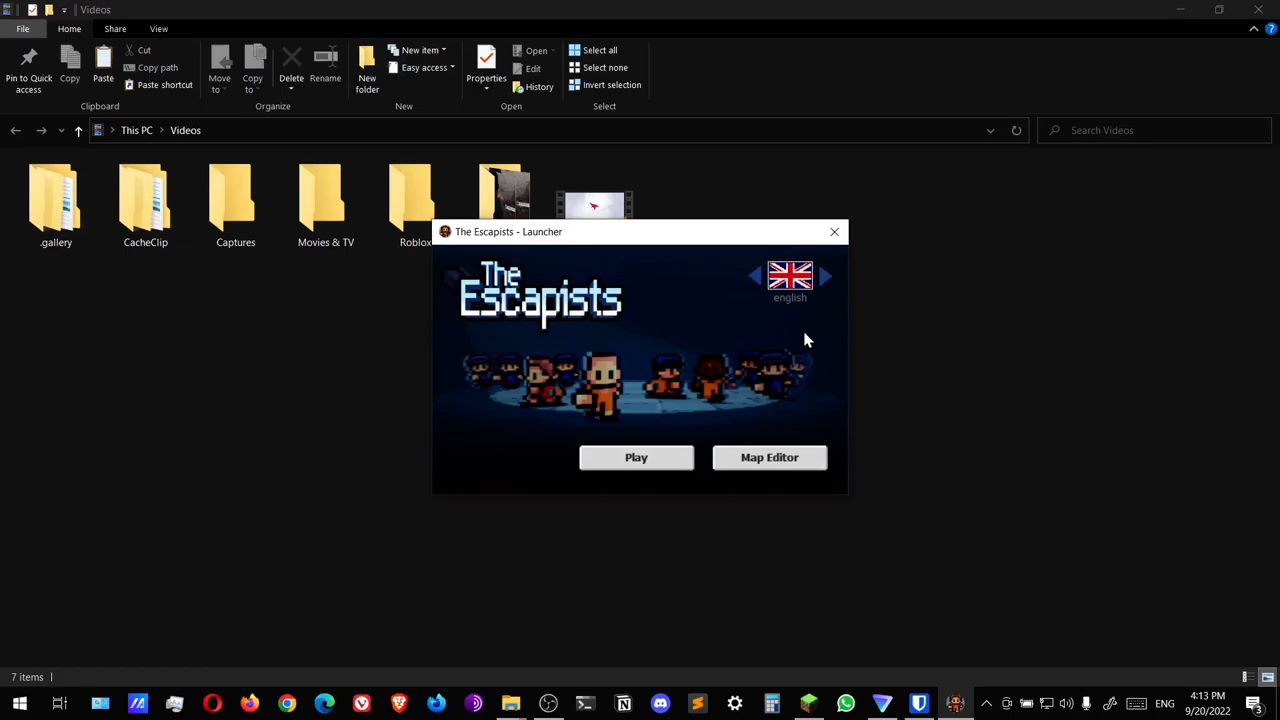 Videos
File Home Share View
Pin to Quick access
Copy
Paste
Cut
Copy path
Paste shortcut
Move to
Copy to
Delete
Rename
New folder
New item
Easy access
Properties
Open
Edit
History
Select all
Select none
Invert selection
Clipboard Organize New Open Select
This PC Videos
Search Videos
.gallery CacheClip Captures Movies & TV Roblox
The Escapists - Launcher
The
Escapists
english
Play Map Editor
7 items
ENG
4:13 PM
9/20/2022
3